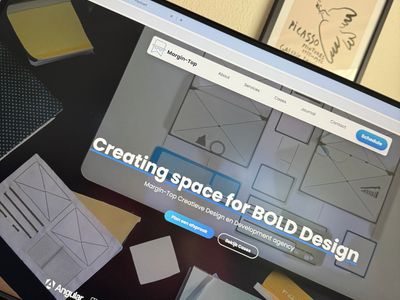 PICASSO
Margin-Top
About
Services
Cases
Journal
Contact
Schedule
Creating space for BOLD Design
Margin-Top Creatieve Design en Development agency
Plan een afspraak
Bekijk Cases
Angular